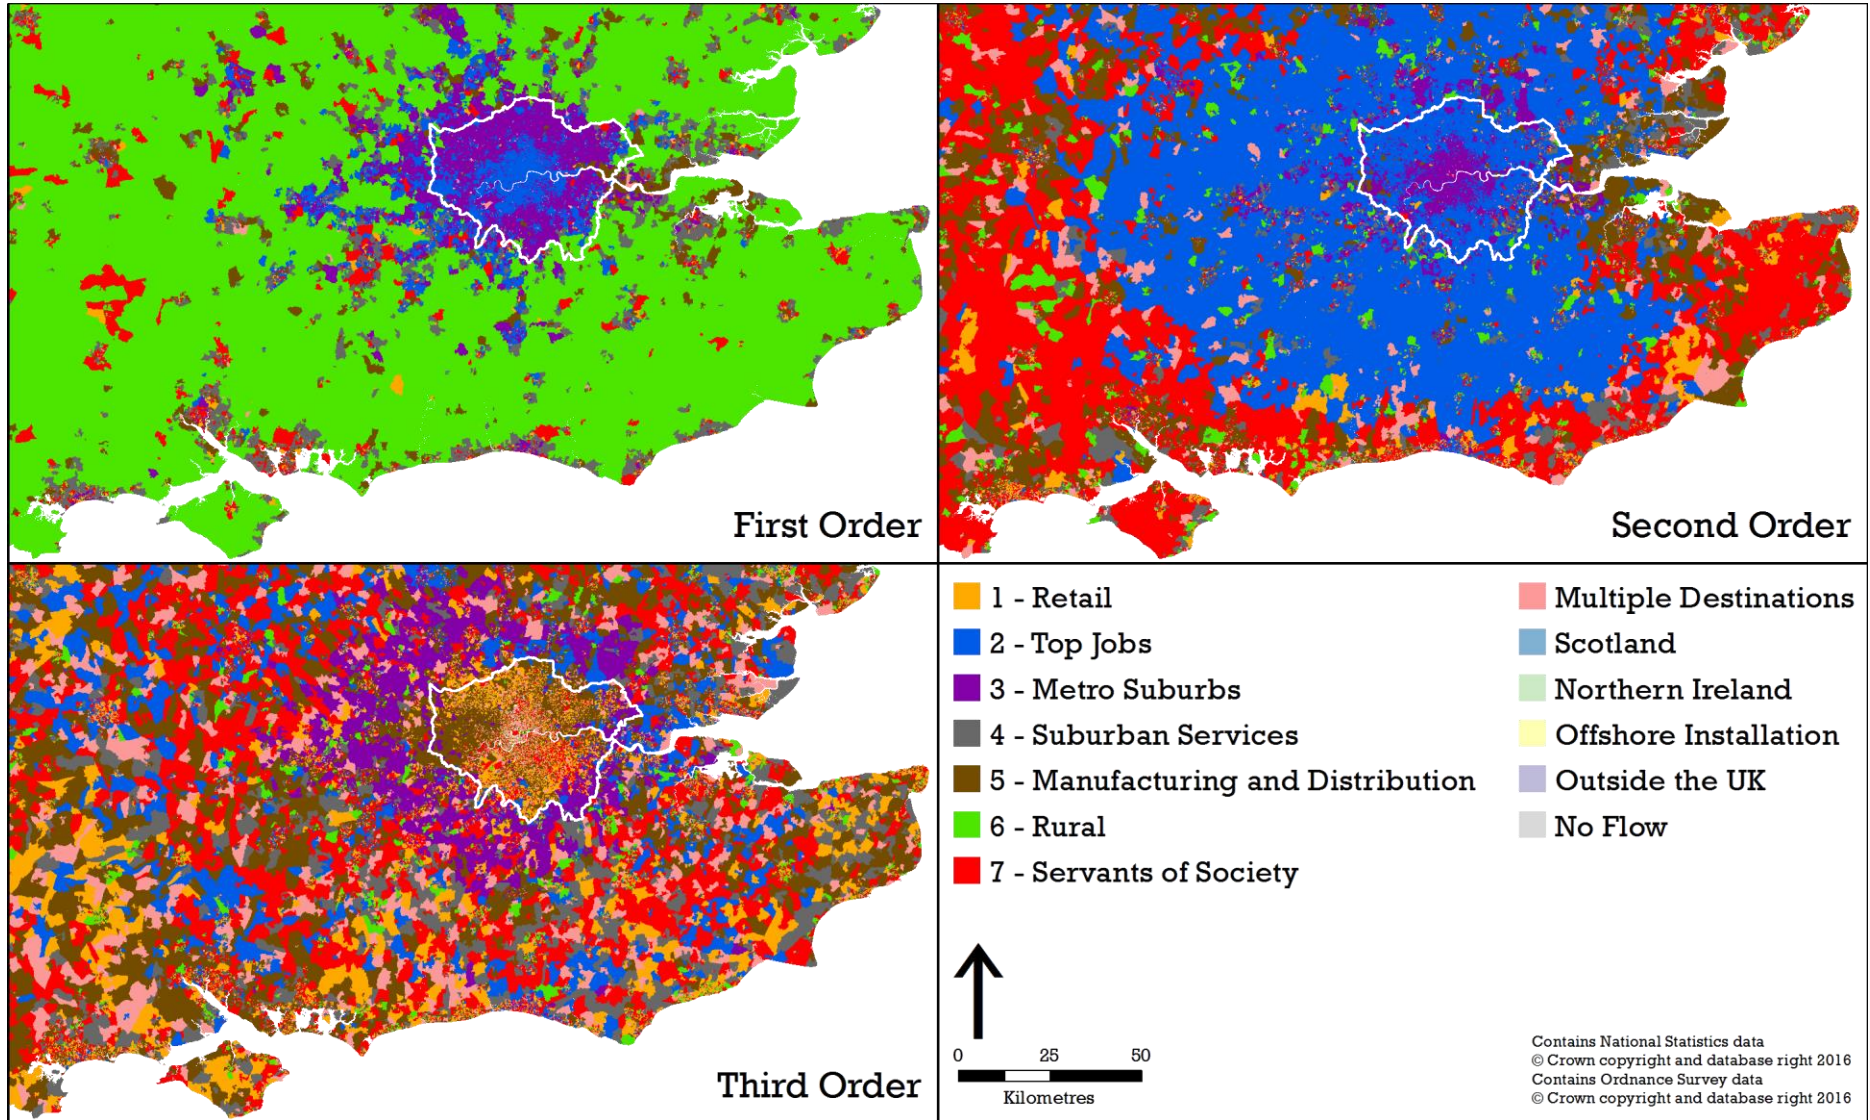 First Order
Second Order
Third Order
1 - Retail
2 - Top Jobs
3 - Metro Suburbs
4 - Suburban Services
5 - Manufacturing and Distribution
6 - Rural
7 - Servants of Society
Multiple Destinations
Scotland
Northern Ireland
Offshore Installation
Outside the UK
No Flow
0 25 50
Kilometres
Contains National Statistics data
© Crown copyright and database right 2016
Contains Ordnance Survey data
© Crown copyright and database right 2016